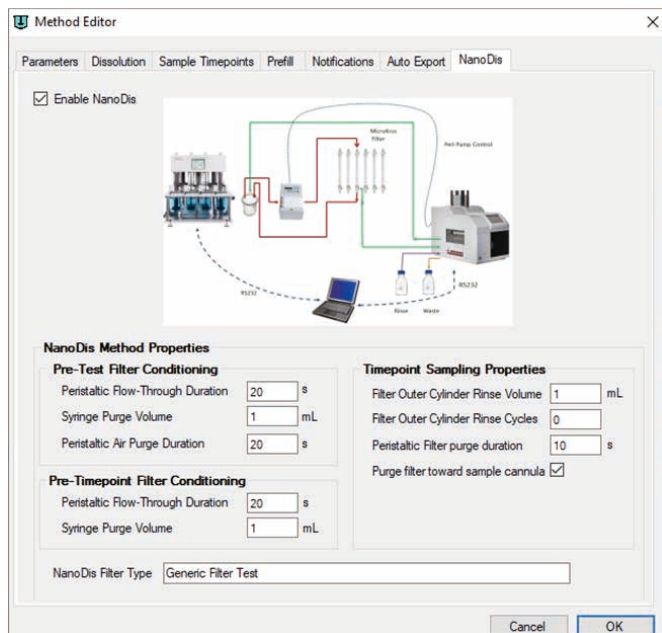 Method Editor
Parameters Dissolution Sample Timepoints Prefill Notifications Auto Export NanoDis
Enable NanoDis
Microfloss
Filter
Peri Pump Control
RS232
RS232
Rinse Waste
NanoDis Method Properties
Pre-Test Filter Conditioning
Peristaltic Flow-Through Duration 20 s
Syringe Purge Volume 1 mL
Peristaltic Air Purge Duration 20 s
Pre-Timepoint Filter Conditioning
Peristaltic Flow-Through Duration 20 s
Syringe Purge Volume 1 mL
Timepoint Sampling Properties
Filter Outer Cylinder Rinse Volume 1 mL
Filter Outer Cylinder Rinse Cycles 0
Peristaltic Filter purge duration 10 s
Purge filter toward sample cannula
NanoDis Filter Type Generic Filter Test
Cancel OK